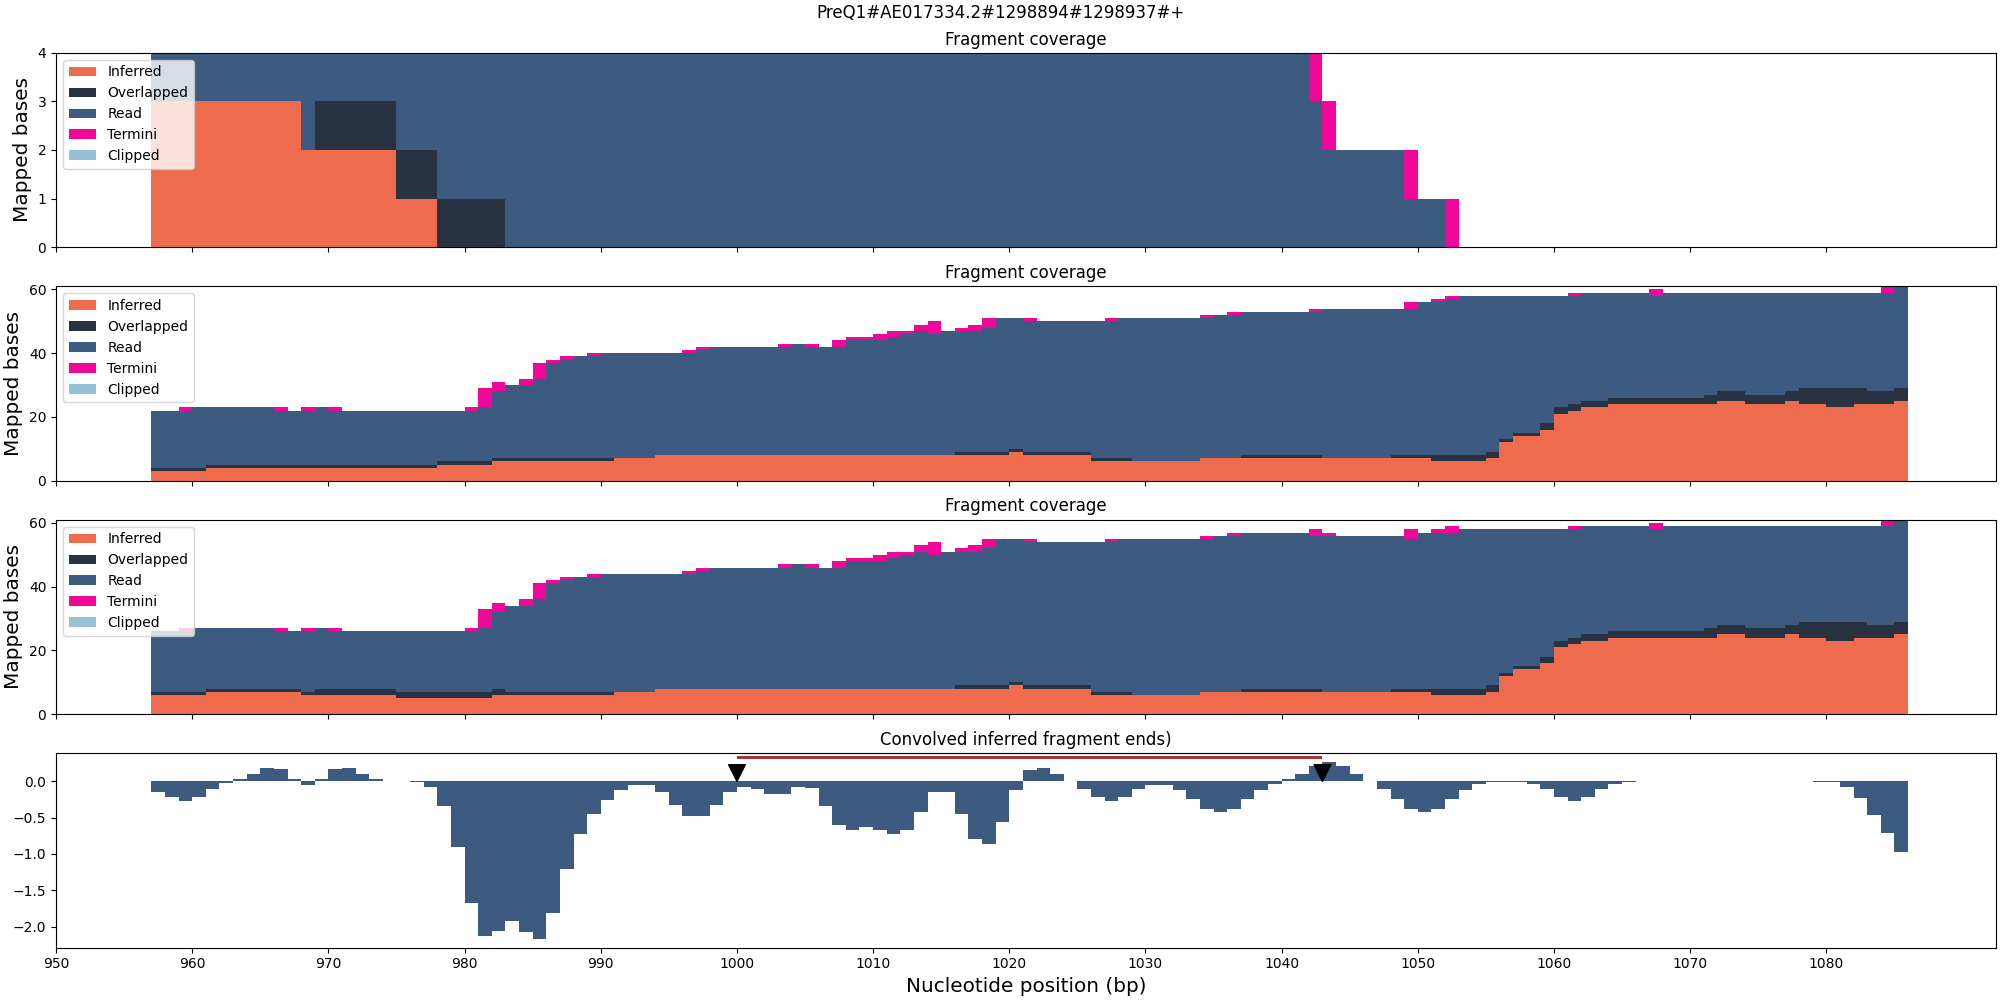 PreQ1#AE017334.2#1298894#1298937#+
Fragment coverage
Mapped bases
4
3
2
1
0
Inferred
Overlapped
Read
Termini
Clipped
Fragment coverage
Mapped bases
60
40
20
0
Inferred
Overlapped
Read
Termini
Clipped
Fragment coverage
Mapped bases
60
40
20
0
Inferred
Overlapped
Read
Termini
Clipped
Convolved inferred fragment ends)
0.0
−0.5
−1.0
−1.5
−2.0
950 960 970 980 990 1000 1010 1020 1030 1040 1050 1060 1070 1080
Nucleotide position (bp)